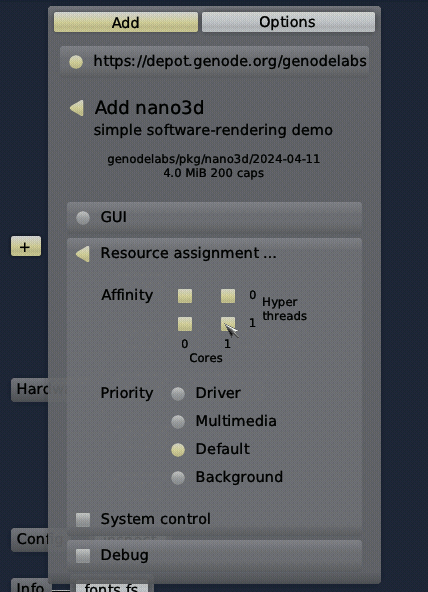 Add
Options
https://depot.genode.org/genodelabs
Add nano3d
simple software-rendering demo
genodelabs/pkg/nano3d/2024-04-11
4.0 MiB 200 caps
GUI
+
Resource assignment ...
Affinity
0
Hyper
threads
1
0 1
Cores
Priority
Driver
Hardw
Multimedia
Default
Background
System control
Config
Debug
Info
fonts.fs